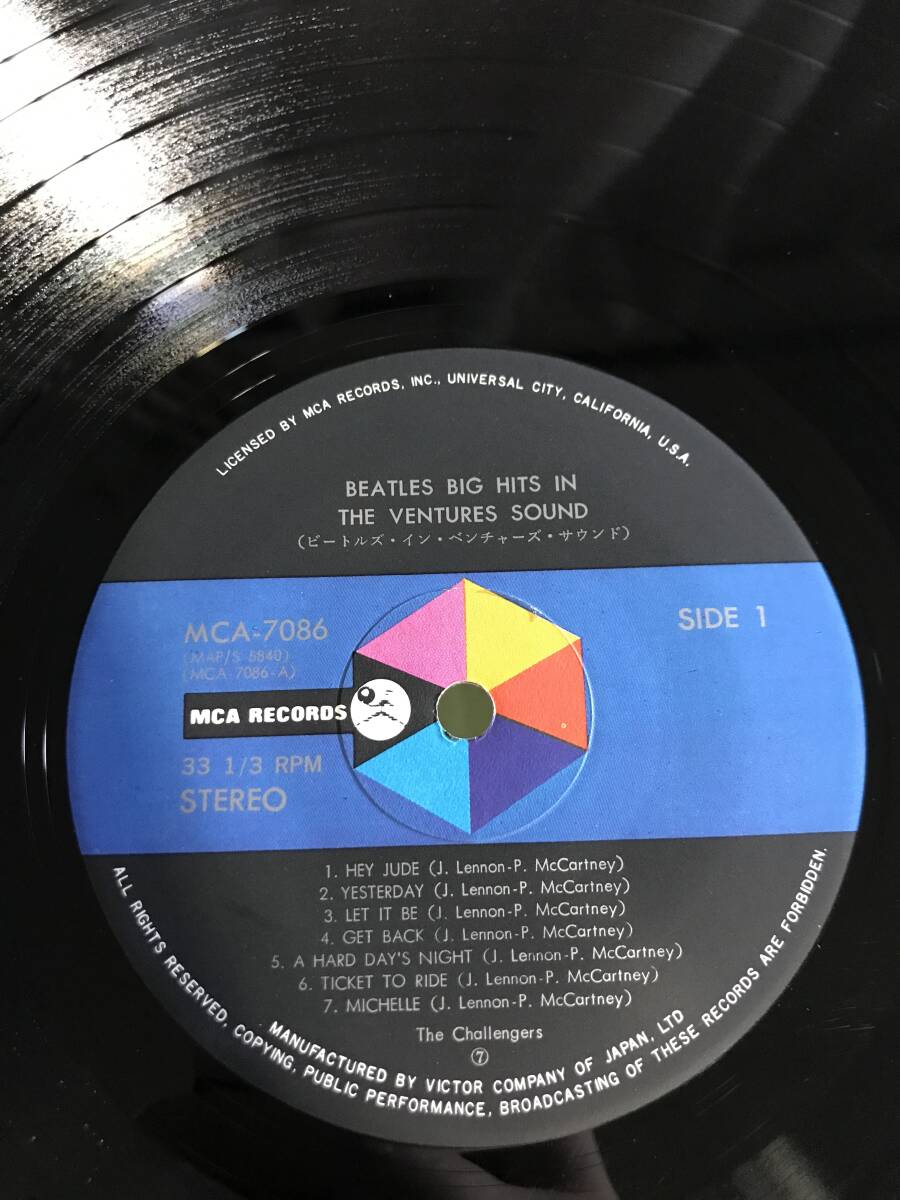 LICENSED BY MCA RECORDS, INC., UNIVERSAL CITY, CALIFORNIA, U.S.A.
BEATLES BIG HITS IN
THE VENTURES SOUND
(ビートルズ・イン・ベンチャーズ・サウンド)
MCA-7086
(MAP/S 5840)
(MCA 7086-A)
SIDE 1
MCA RECORDS
33 1/3 RPM
STEREO
1. HEY JUDE (J. Lennon-P. McCartney)
2. YESTERDAY (J. Lennon-P. McCartney)
3. LET IT BE (J. Lennon-P. McCartney)
4. GET BACK (J. Lennon-P. McCartney)
5. A HARD DAY'S NIGHT (J. Lennon-P. McCartney)
6. TICKET TO RIDE (J. Lennon-P. McCartney)
7. MICHELLE (J. Lennon-P. McCartney)
The Challengers
⑦
MANUFACTURED BY VICTOR COMPANY OF JAPAN, LTD
ALL RIGHTS RESERVED, COPYING, PUBLIC PERFORMANCE, BROADCASTING OF THESE RECORDS ARE FORBIDDEN.